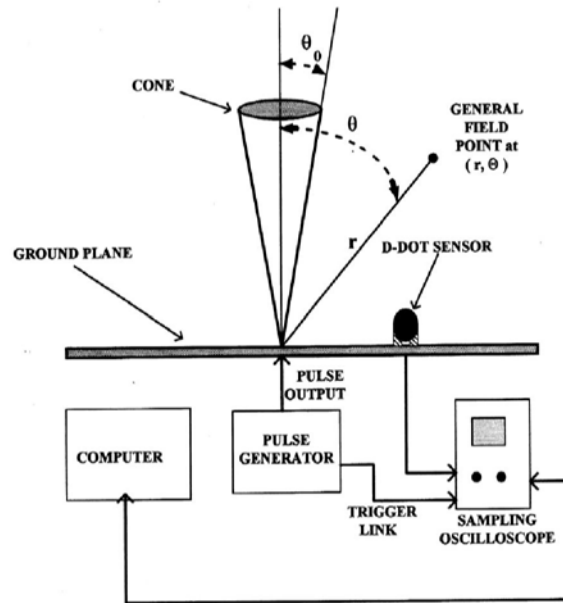 θ₀
CONE
θ
GENERAL
FIELD
POINT at
( r, Θ )
r
D-DOT SENSOR
GROUND PLANE
PULSE
OUTPUT
COMPUTER
PULSE
GENERATOR
TRIGGER
LINK
SAMPLING
OSCILLOSCOPE